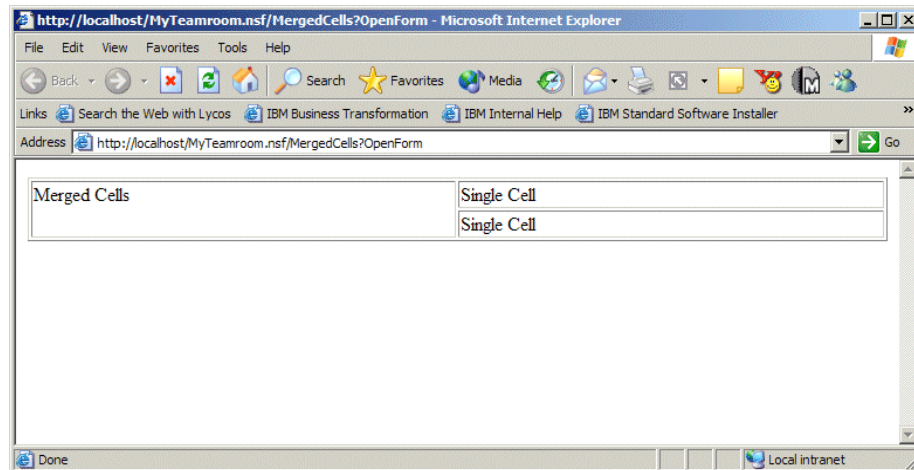 http://localhost/MyTeamroom.nsf/MergedCells?OpenForm - Microsoft Internet Explorer
File Edit View Favorites Tools Help
Back Search Favorites Media
Links Search the Web with Lycos IBM Business Transformation IBM Internal Help IBM Standard Software Installer »
Address http://localhost/MyTeamroom.nsf/MergedCells?OpenForm Go
Merged Cells Single Cell
Single Cell
Done Local intranet